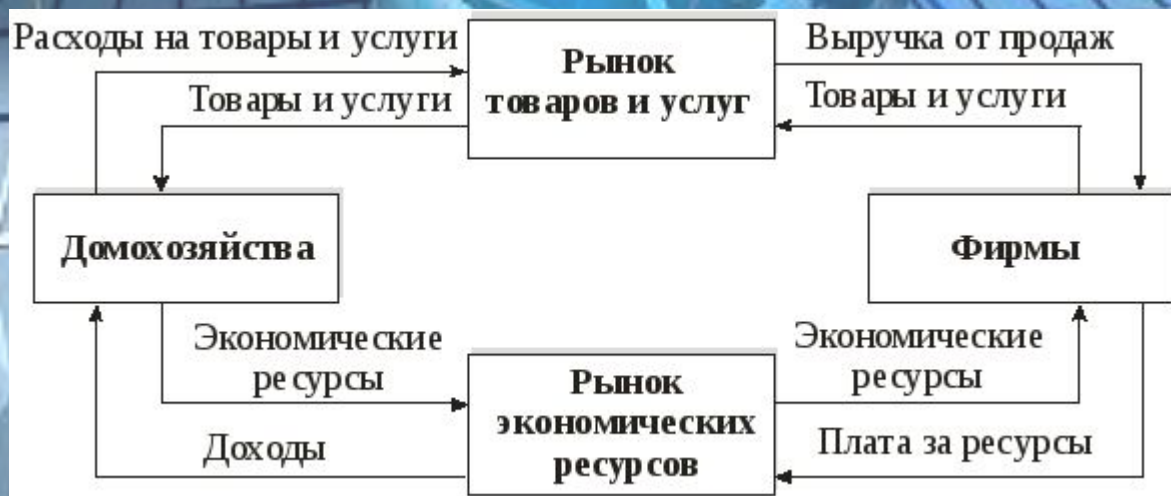 Расходы на товары и услуги
Рынок
товаров и услуг
Выручка от продаж
Товары и услуги
Товары и услуги
Домохозяйства
Фирмы
Экономические
ресурсы
Рынок
экономических
ресурсов
Экономические
ресурсы
Доходы
Плата за ресурсы